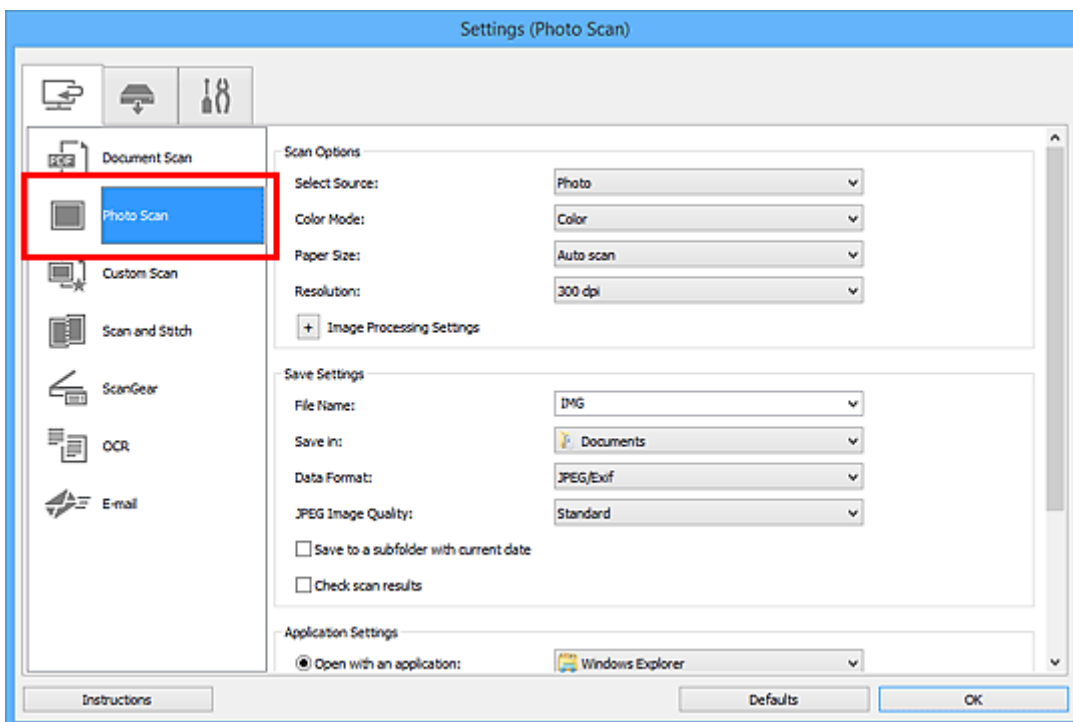 Settings (Photo Scan)
PDF
Document Scan
Photo Scan
Custom Scan
Scan and Stitch
ScanGear
OCR
E-mail
Scan Options
Select Source: Photo
Color Mode: Color
Paper Size: Auto scan
Resolution: 300 dpi
+ Image Processing Settings
Save Settings
File Name: IMG
Save in: Documents
Data Format: JPEG/Exif
JPEG Image Quality: Standard
Save to a subfolder with current date
Check scan results
Application Settings
Open with an application: Windows Explorer
Instructions Defaults OK